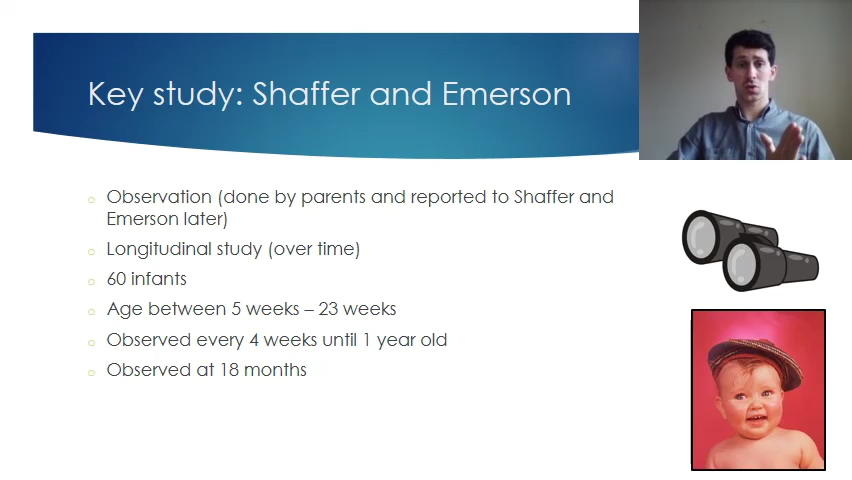 Key study: Shaffer and Emerson
Observation (done by parents and reported to Shaffer and
Emerson later)
Longitudinal study (over time)
60 infants
Age between 5 weeks – 23 weeks
Observed every 4 weeks until 1 year old
Observed at 18 months